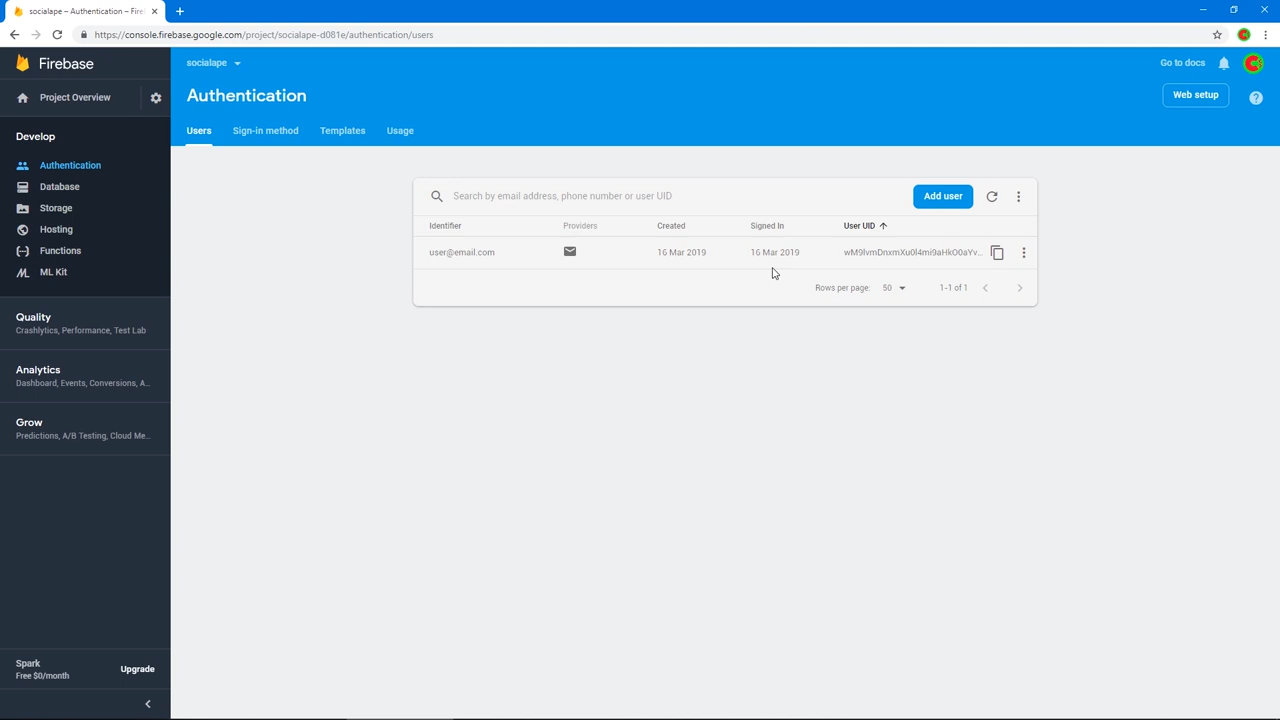 socialape – Authentication – Fire
https://console.firebase.google.com/project/socialape-d081e/authentication/users
Firebase
socialape
Go to docs
Project Overview
Authentication
Web setup
Users
Sign-in method
Templates
Usage
Develop
Authentication
Database
Storage
Hosting
Functions
ML Kit
Quality
Crashlytics, Performance, Test Lab
Analytics
Dashboard, Events, Conversions, A...
Grow
Predictions, A/B Testing, Cloud Me...
Spark
Free $0/month
Upgrade
Search by email address, phone number or user UID
Add user
Identifier
Providers
Created
Signed In
User UID
user@email.com
16 Mar 2019
16 Mar 2019
wM9lvmDnxmXu0l4mi9aHkO0aYv...
Rows per page:
50
1-1 of 1